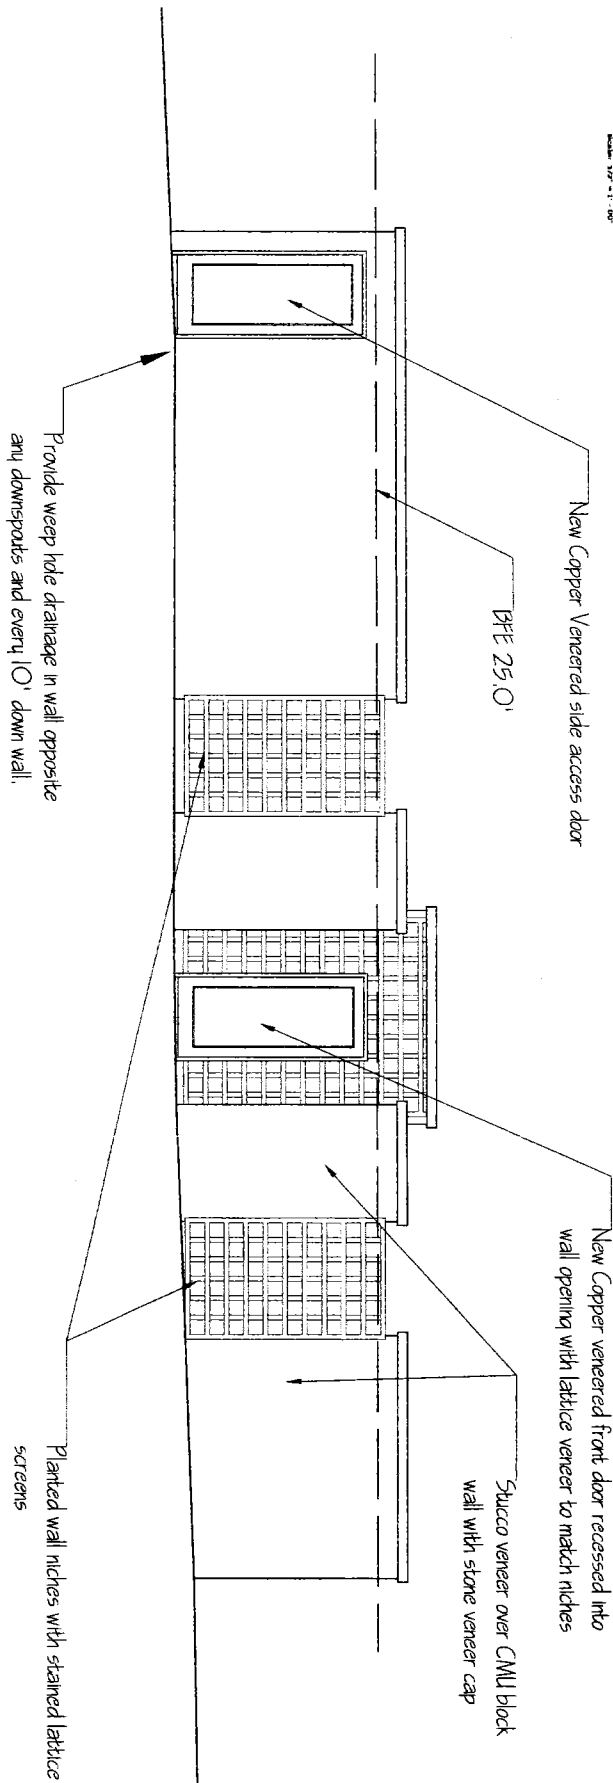 New Copper Veneered side access door
BFE 25.0'
New Copper veneered front door recessed into
wall opening with lattice veneer to match niches
Stucco veneer over CMU block
wall with stone veneer cap
Provide weep hole drainage in wall opposite
any downspouts and every 10' down wall.
Planted wall niches with stained lattice
screens